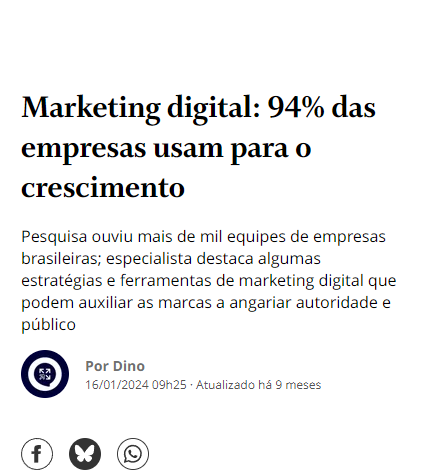 Marketing digital: 94% das
empresas usam para o
crescimento
Pesquisa ouviu mais de mil equipes de empresas
brasileiras; especialista destaca algumas
estratégias e ferramentas de marketing digital que
podem auxiliar as marcas a angariar autoridade e
público
Por Dino
16/01/2024 09h25 · Atualizado há 9 meses